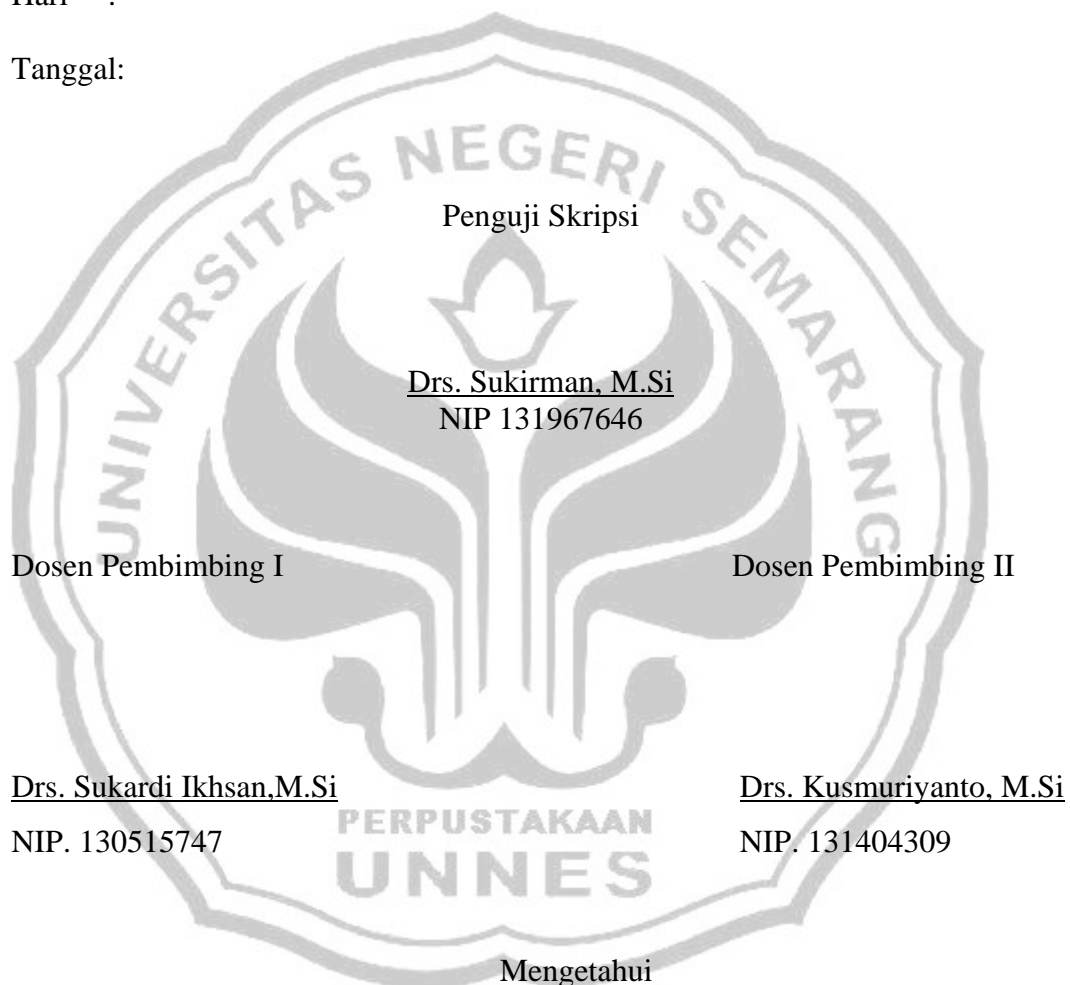 Hari :
Tanggal:
UNIVERSITAS NEGERI SEMARANG
Penguji Skripsi
Drs. Sukirman, M.Si
NIP 131967646
Dosen Pembimbing I Dosen Pembimbing II
Drs. Sukardi Ikhsan,M.Si Drs. Kusmuriyanto, M.Si
NIP. 130515747 NIP. 131404309
PERPUSTAKAAN
UNNES
Mengetahui